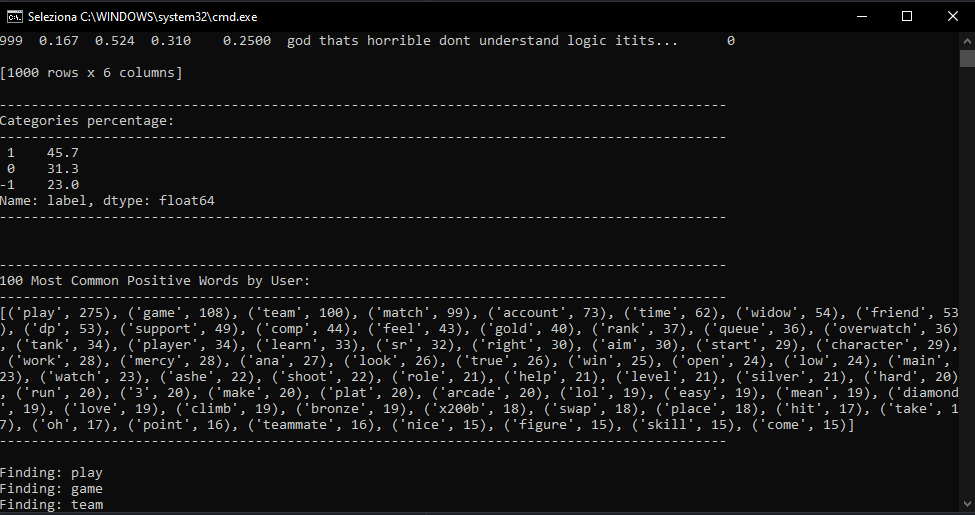 Seleziona C:\WINDOWS\system32\cmd.exe
999  0.167  0.524  0.310    0.2500  god thats horrible dont understand logic itits...      0
[1000 rows x 6 columns]
--------------------------------------------------------------------------------------------
Categories percentage:
--------------------------------------------------------------------------------------------
 1    45.7
 0    31.3
-1    23.0
Name: label, dtype: float64
--------------------------------------------------------------------------------------------
--------------------------------------------------------------------------------------------
100 Most Common Positive Words by User:
--------------------------------------------------------------------------------------------
[('play', 275), ('game', 108), ('team', 100), ('match', 99), ('account', 73), ('time', 62), ('widow', 54), ('friend', 53
), ('dp', 53), ('support', 49), ('comp', 44), ('feel', 43), ('gold', 40), ('rank', 37), ('queue', 36), ('overwatch', 36)
, ('tank', 34), ('player', 34), ('learn', 33), ('sr', 32), ('right', 30), ('aim', 30), ('start', 29), ('character', 29),
 ('work', 28), ('mercy', 28), ('ana', 27), ('look', 26), ('true', 26), ('win', 25), ('open', 24), ('low', 24), ('main',
23), ('watch', 23), ('ashe', 22), ('shoot', 22), ('role', 21), ('help', 21), ('level', 21), ('silver', 21), ('hard', 20)
, ('run', 20), ('3', 20), ('make', 20), ('plat', 20), ('arcade', 20), ('lol', 19), ('easy', 19), ('mean', 19), ('diamond
', 19), ('love', 19), ('climb', 19), ('bronze', 19), ('x200b', 18), ('swap', 18), ('place', 18), ('hit', 17), ('take', 1
7), ('oh', 17), ('point', 16), ('teammate', 16), ('nice', 15), ('figure', 15), ('skill', 15), ('come', 15)]
--------------------------------------------------------------------------------------------
Finding: play
Finding: game
Finding: team